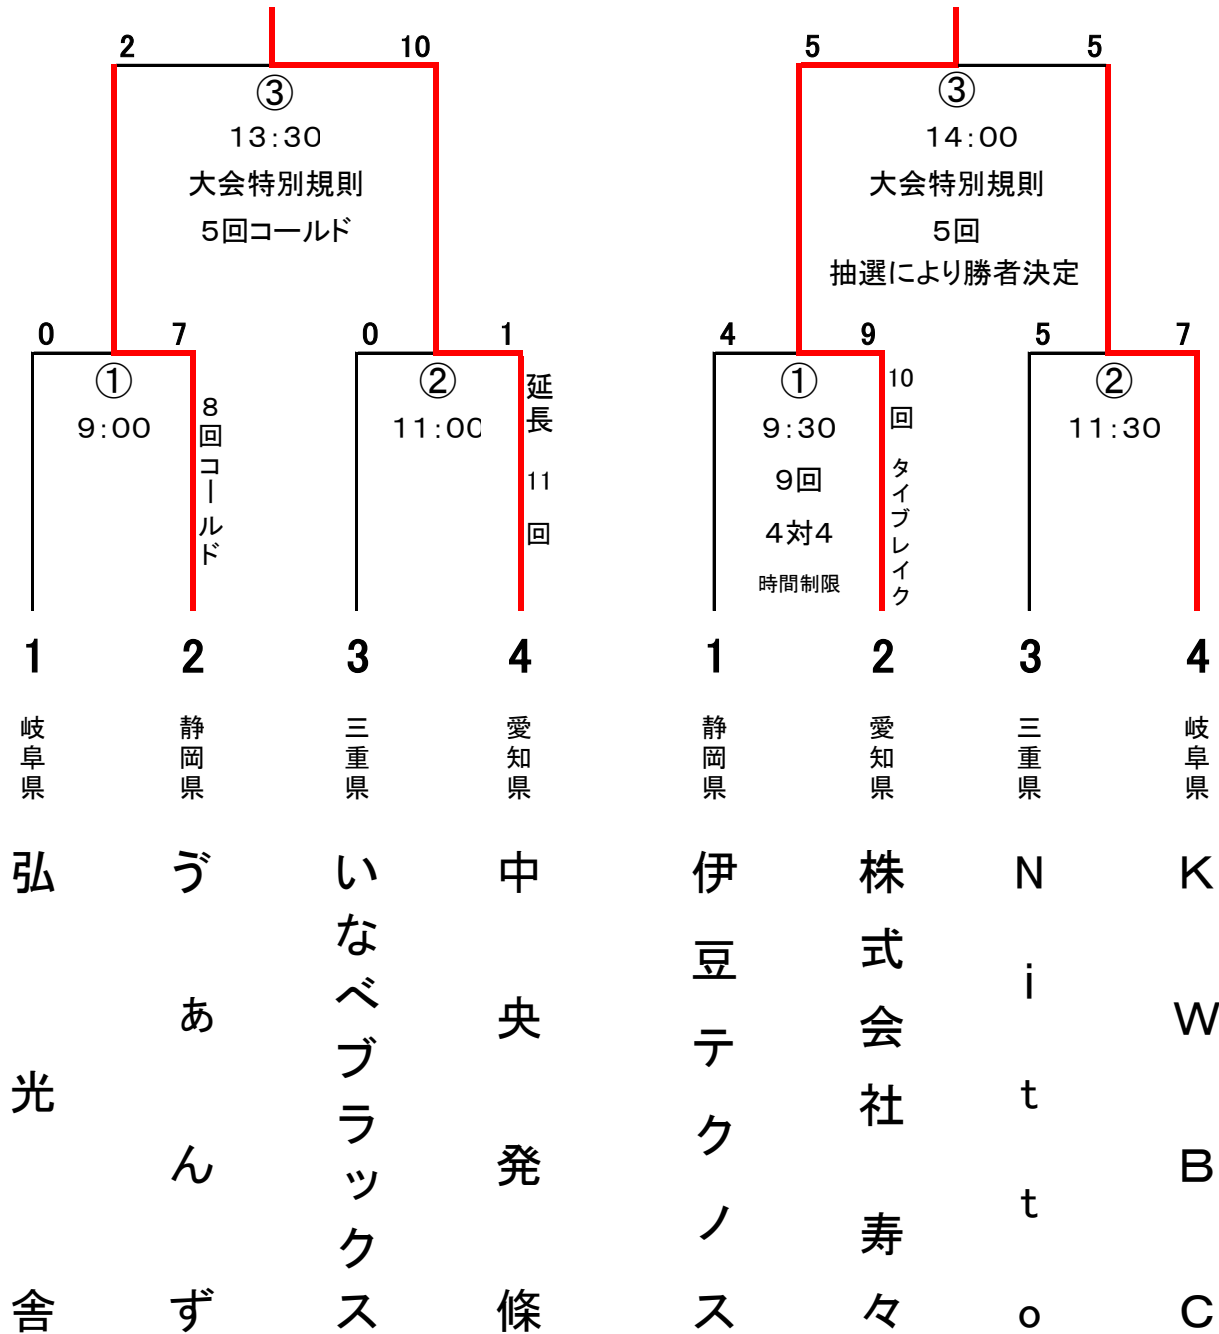 2 10 5 5
③ ③
13:30 14:00
大会特別規則 大会特別規則
5回コールド 5回
抽選により勝者決定
0 7 0 1 4 9 5 7
① ② ① ②
9:00 11:00 9:30 11:30
8回コールド
延長 11回
9回
4対4
時間制限
10回 タイブレイク
1 2 3 4 1 2 3 4
岐阜県
静岡県
三重県
愛知県
静岡県
愛知県
三重県
岐阜県
弘光舎
ゔぁんず
いなべブラックス
中央発條
伊豆テクノス
株式会社 寿々
Nitto
KWBC